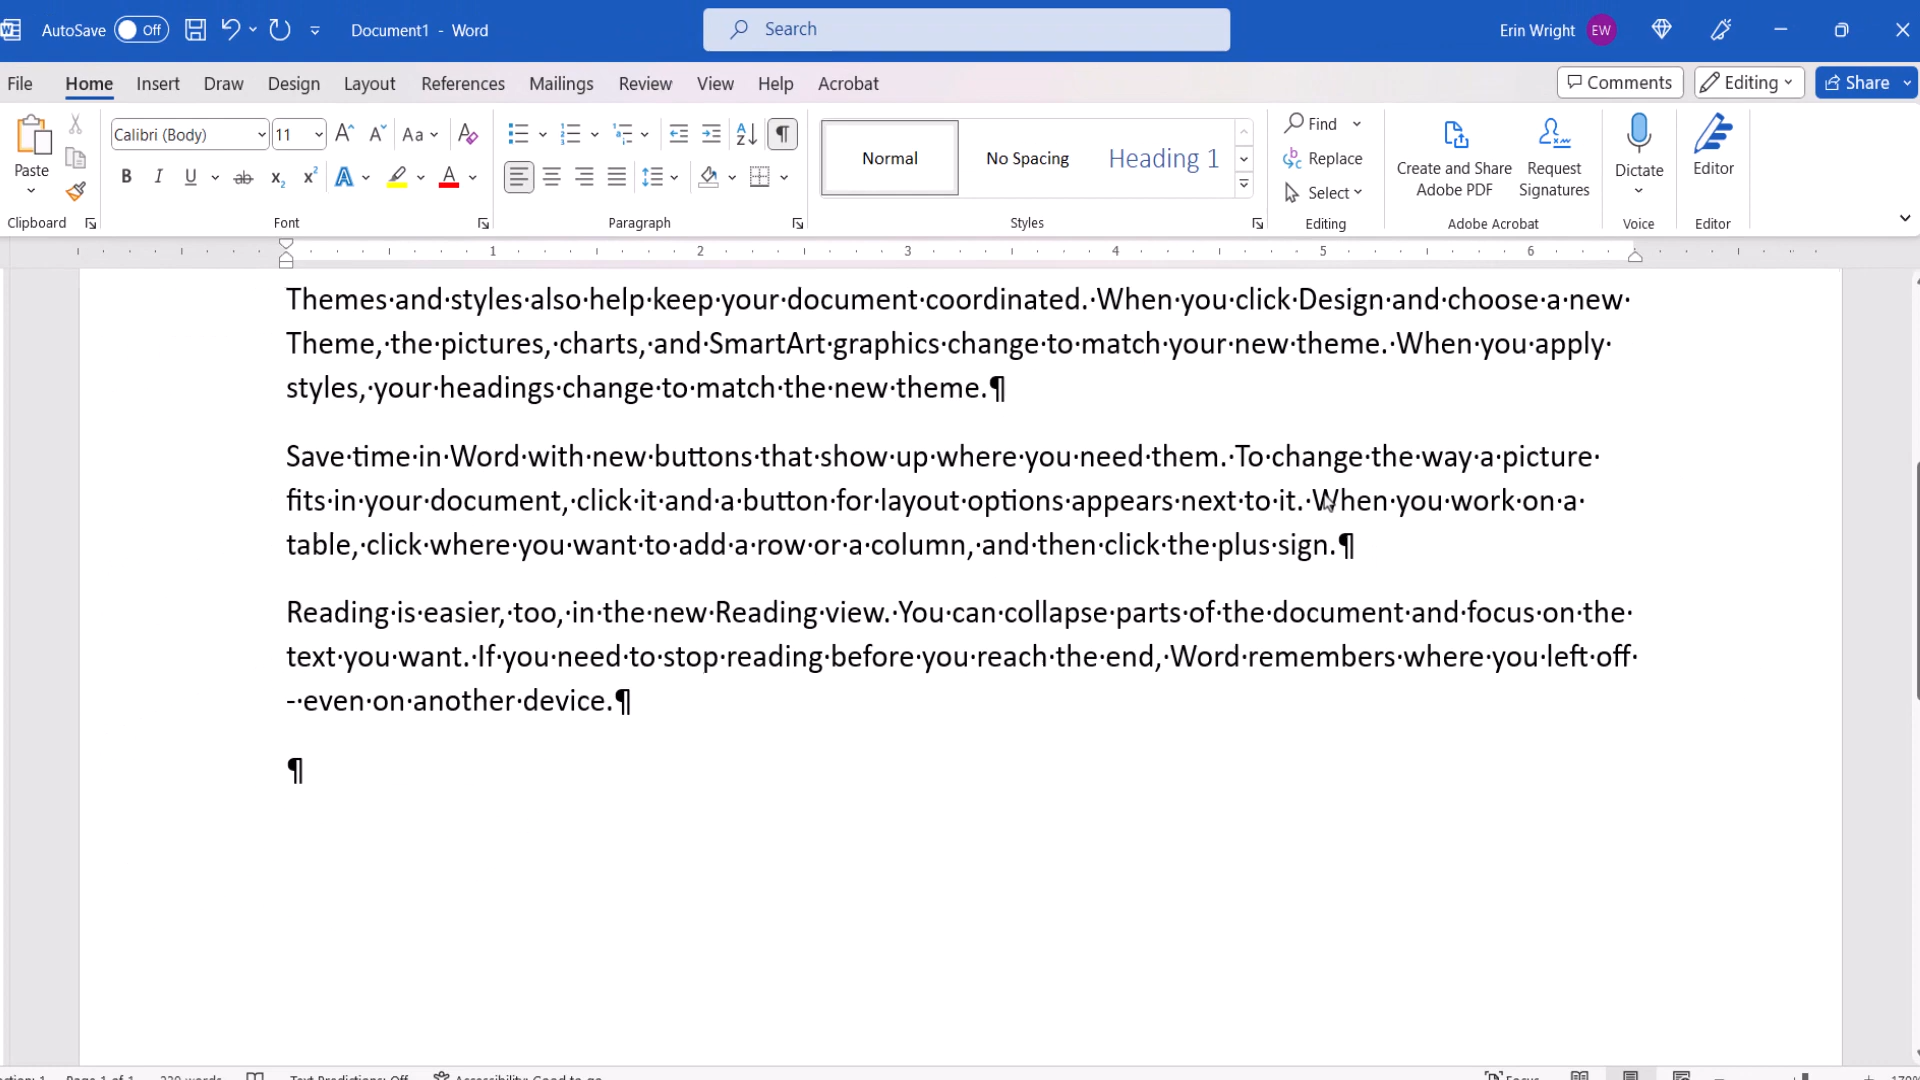 AutoSave Off Document1 - Word Search Erin Wright EW
File Home Insert Draw Design Layout References Mailings Review View Help Acrobat Comments Editing Share
Paste
Clipboard
Calibri (Body) 11 Aa
B I U ab x₂ x² A A
Font
Paragraph
Normal No Spacing Heading 1
Styles
Find
Replace
Select
Editing
Create and Share Adobe PDF
Request Signatures
Adobe Acrobat
Dictate
Voice
Editor
Editor
1 2 3 4 5 6
Themes·and·styles·also·help·keep·your·document·coordinated.·When·you·click·Design·and·choose·a·new·
Theme,·the·pictures,·charts,·and·SmartArt·graphics·change·to·match·your·new·theme.·When·you·apply·
styles,·your·headings·change·to·match·the·new·theme.¶
Save·time·in·Word·with·new·buttons·that·show·up·where·you·need·them.·To·change·the·way·a·picture·
fits·in·your·document,·click·it·and·a·button·for·layout·options·appears·next·to·it.·When·you·work·on·a·
table,·click·where·you·want·to·add·a·row·or·a·column,·and·then·click·the·plus·sign.¶
Reading·is·easier,·too,·in·the·new·Reading·view.·You·can·collapse·parts·of·the·document·and·focus·on·the·
text·you·want.·If·you·need·to·stop·reading·before·you·reach·the·end,·Word·remembers·where·you·left·off·
-·even·on·another·device.¶
¶
Page 1 of 1 Text Predictions: Off Accessibility: Good to go Focus